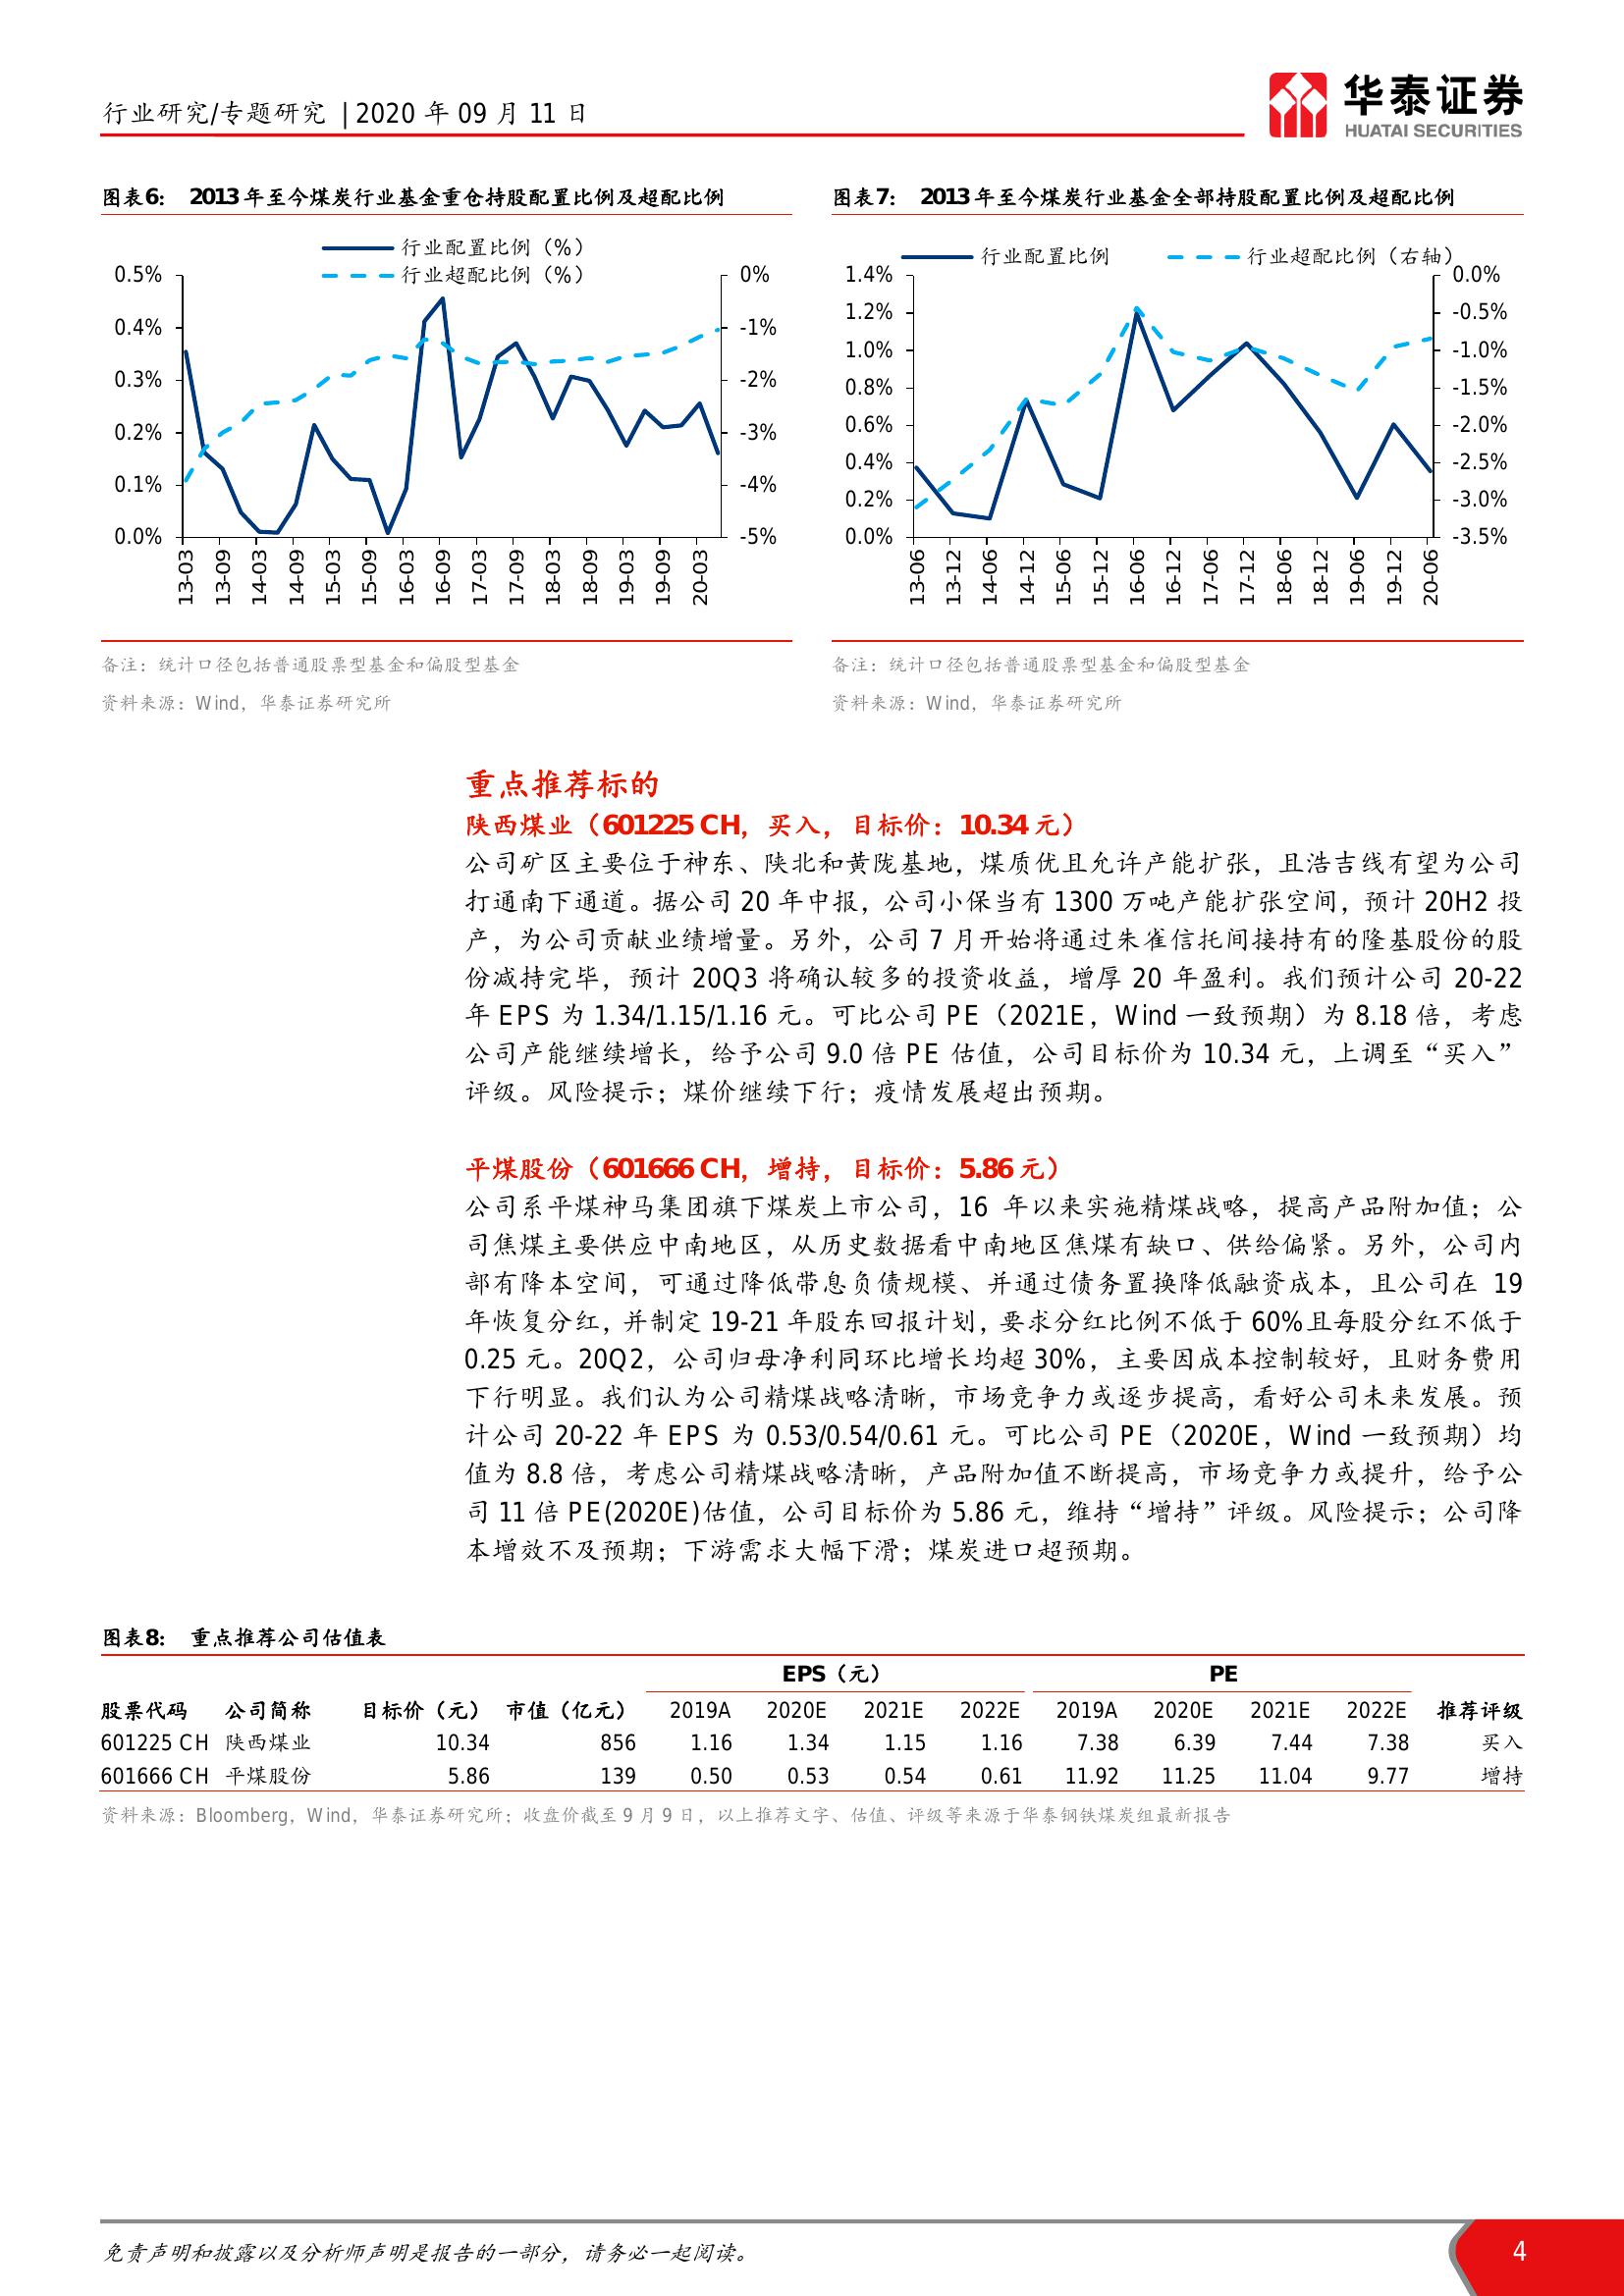 行业研究/专题研究 | 2020 年 09 月 11 日
华泰证券
HUATAI SECURITIES
图表6： 2013 年至今煤炭行业基金重仓持股配置比例及超配比例
行业配置比例（%）
行业超配比例（%）
0.5%
0.4%
0.3%
0.2%
0.1%
0.0%
0%
-1%
-2%
-3%
-4%
-5%
13-03
13-09
14-03
14-09
15-03
15-09
16-03
16-09
17-03
17-09
18-03
18-09
19-03
19-09
20-03
备注：统计口径包括普通股票型基金和偏股型基金
资料来源：Wind，华泰证券研究所
图表7： 2013 年至今煤炭行业基金全部持股配置比例及超配比例
行业配置比例
行业超配比例（右轴）
1.4%
1.2%
1.0%
0.8%
0.6%
0.4%
0.2%
0.0%
0.0%
-0.5%
-1.0%
-1.5%
-2.0%
-2.5%
-3.0%
-3.5%
13-06
13-12
14-06
14-12
15-06
15-12
16-06
16-12
17-06
17-12
18-06
18-12
19-06
19-12
20-06
备注：统计口径包括普通股票型基金和偏股型基金
资料来源：Wind，华泰证券研究所
重点推荐标的
陕西煤业（601225 CH，买入，目标价：10.34 元）
公司矿区主要位于神东、陕北和黄陇基地，煤质优且允许产能扩张，且浩吉线有望为公司
打通南下通道。据公司 20 年中报，公司小保当有 1300 万吨产能扩张空间，预计 20H2 投
产，为公司贡献业绩增量。另外，公司 7 月开始将通过朱雀信托间接持有的隆基股份的股
份减持完毕，预计 20Q3 将确认较多的投资收益，增厚 20 年盈利。我们预计公司 20-22
年 EPS 为 1.34/1.15/1.16 元。可比公司 PE（2021E，Wind 一致预期）为 8.18 倍，考虑
公司产能继续增长，给予公司 9.0 倍 PE 估值，公司目标价为 10.34 元，上调至“买入”
评级。风险提示；煤价继续下行；疫情发展超出预期。
平煤股份（601666 CH，增持，目标价：5.86 元）
公司系平煤神马集团旗下煤炭上市公司，16 年以来实施精煤战略，提高产品附加值；公
司焦煤主要供应中南地区，从历史数据看中南地区焦煤有缺口、供给偏紧。另外，公司内
部有降本空间，可通过降低带息负债规模、并通过债务置换降低融资成本，且公司在 19
年恢复分红，并制定 19-21 年股东回报计划，要求分红比例不低于 60%且每股分红不低于
0.25 元。20Q2，公司归母净利同环比增长均超 30%，主要因成本控制较好，且财务费用
下行明显。我们认为公司精煤战略清晰，市场竞争力或逐步提高，看好公司未来发展。预
计公司 20-22 年 EPS 为 0.53/0.54/0.61 元。可比公司 PE（2020E，Wind 一致预期）均
值为 8.8 倍，考虑公司精煤战略清晰，产品附加值不断提高，市场竞争力或提升，给予公
司 11 倍 PE(2020E)估值，公司目标价为 5.86 元，维持“增持”评级。风险提示；公司降
本增效不及预期；下游需求大幅下滑；煤炭进口超预期。
图表8： 重点推荐公司估值表
EPS（元） PE
股票代码 公司简称 目标价（元） 市值（亿元） 2019A 2020E 2021E 2022E 2019A 2020E 2021E 2022E 推荐评级
601225 CH 陕西煤业 10.34 856 1.16 1.34 1.15 1.16 7.38 6.39 7.44 7.38 买入
601666 CH 平煤股份 5.86 139 0.50 0.53 0.54 0.61 11.92 11.25 11.04 9.77 增持
资料来源：Bloomberg，Wind，华泰证券研究所；收盘价截至 9 月 9 日，以上推荐文字、估值、评级等来源于华泰钢铁煤炭组最新报告
免责声明和披露以及分析师声明是报告的一部分，请务必一起阅读。
4